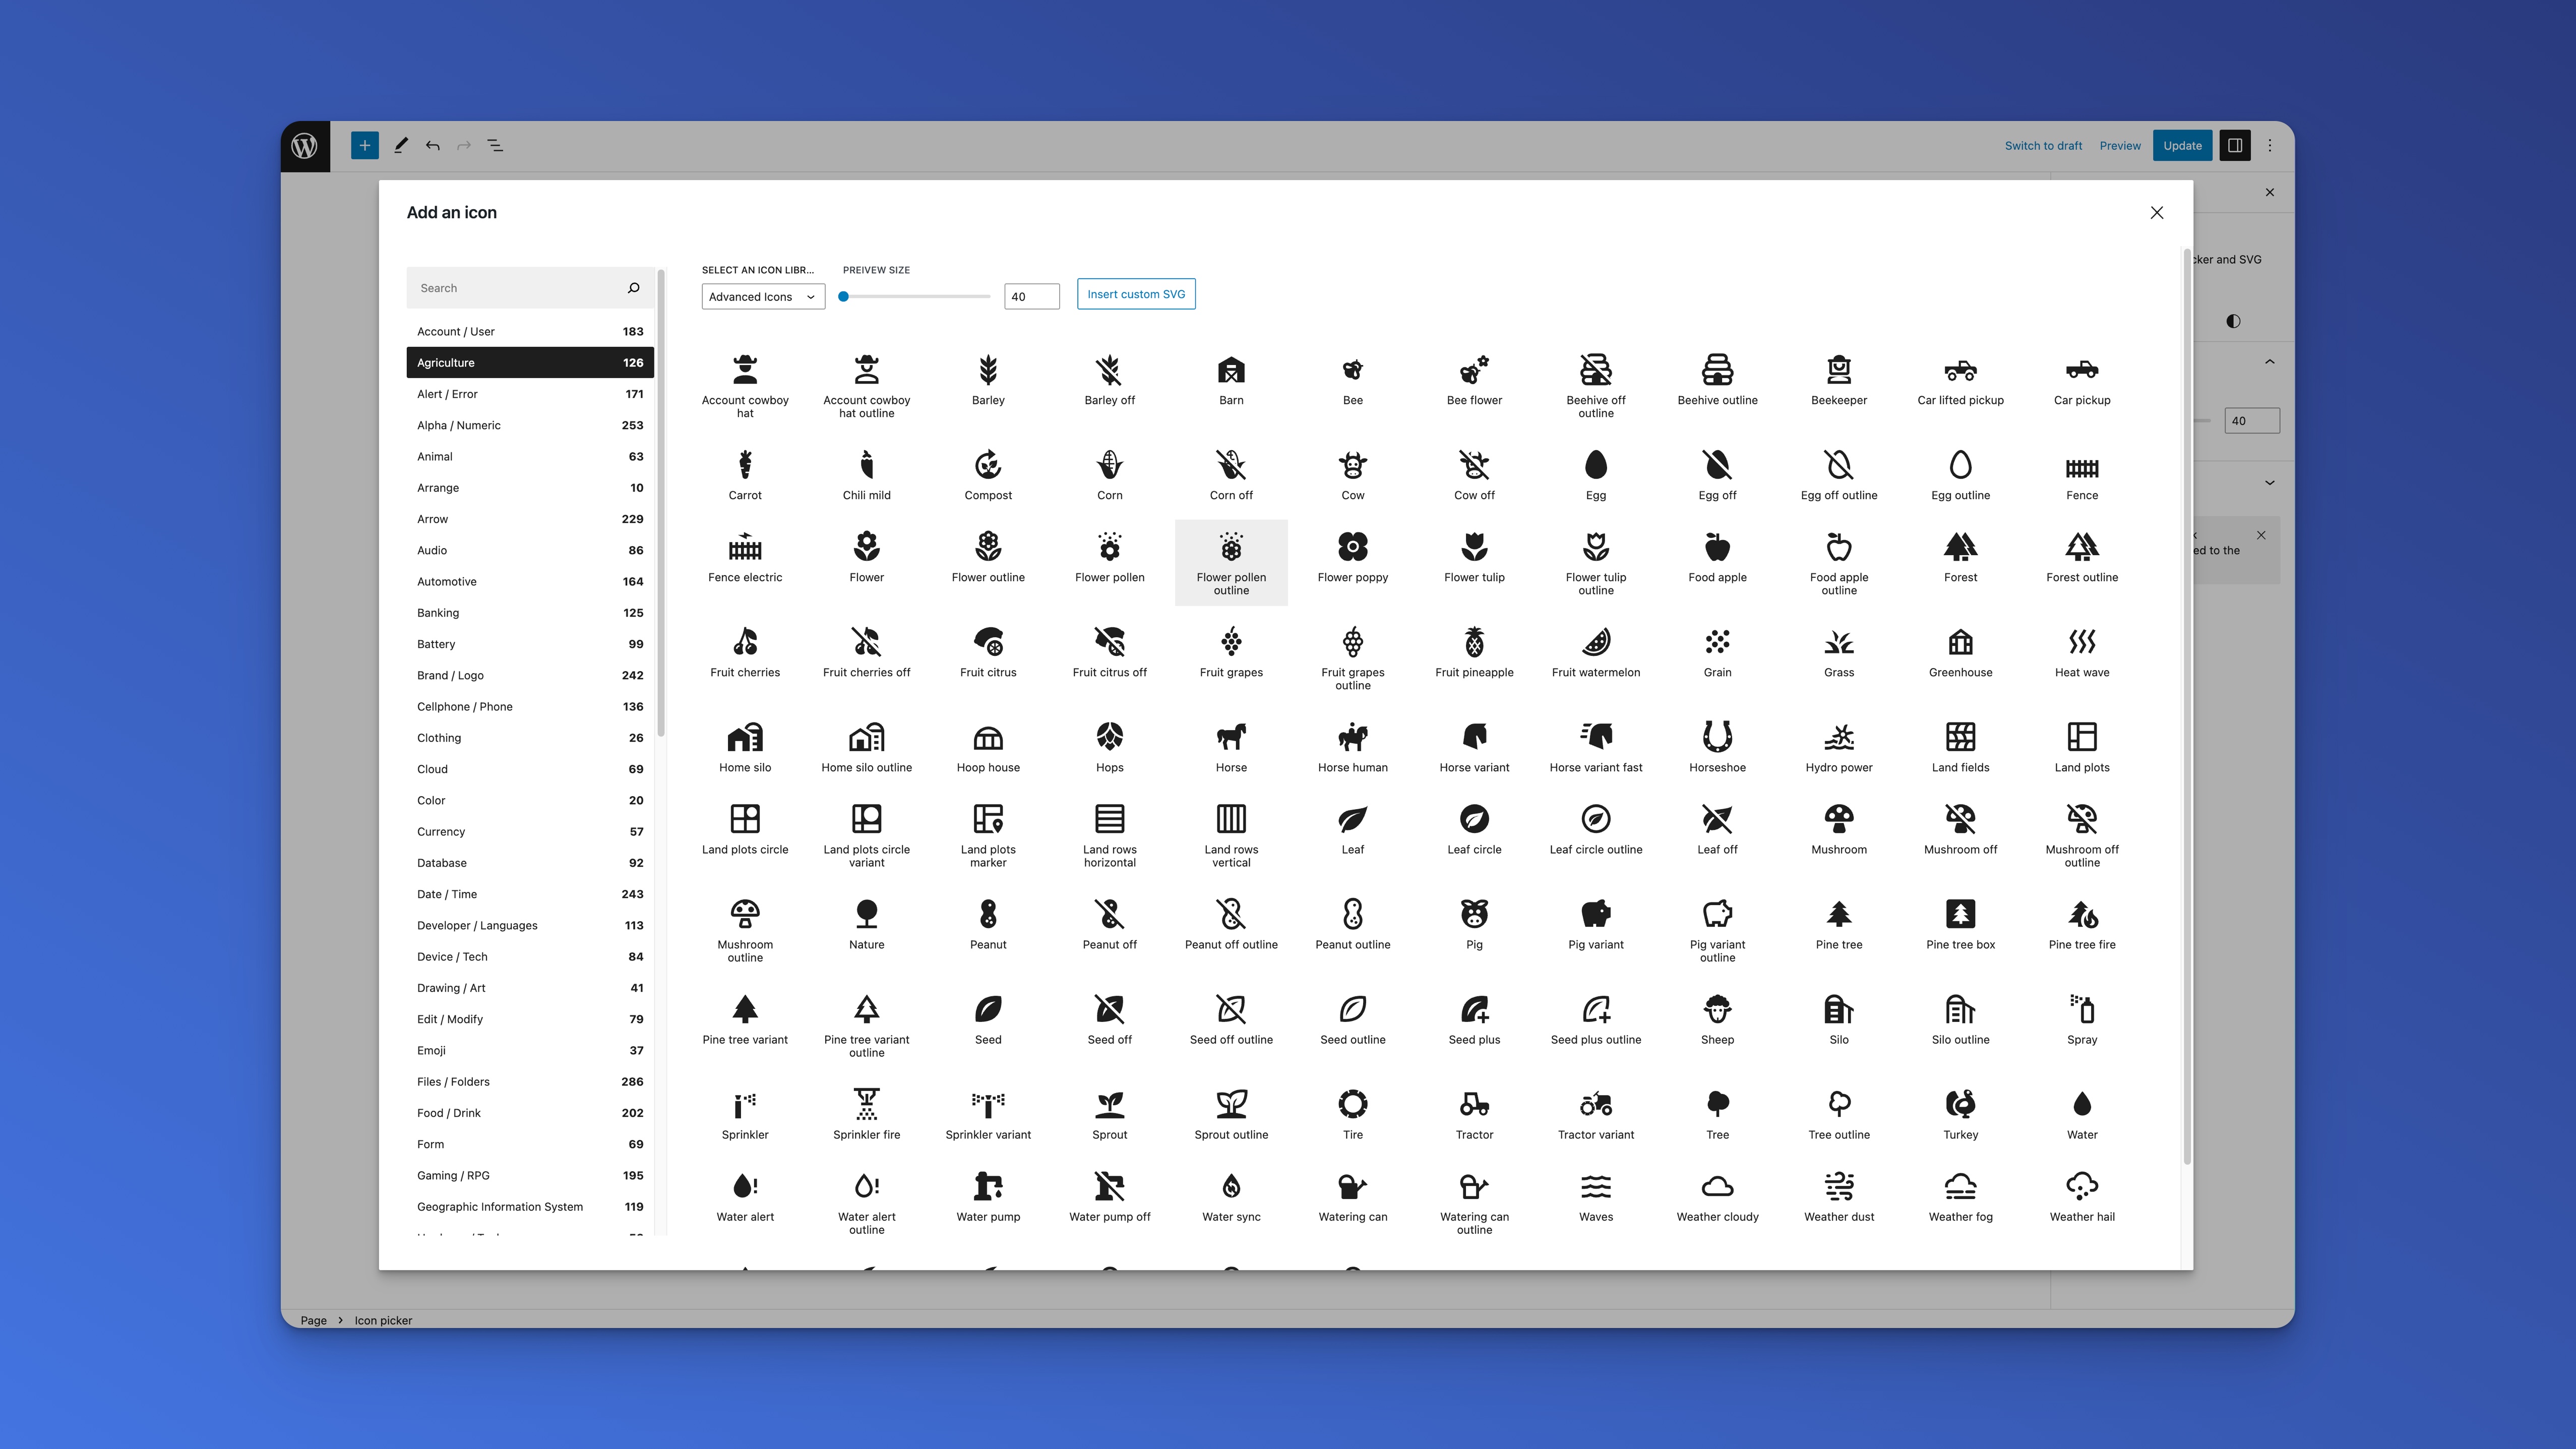 Switch to draft
Preview
Update
Add an icon
cker and SVG
40
ed to the
Search
Account / User 183
Agriculture 126
Alert / Error 171
Alpha / Numeric 253
Animal 63
Arrange 10
Arrow 229
Audio 86
Automotive 164
Banking 125
Battery 99
Brand / Logo 242
Cellphone / Phone 136
Clothing 26
Cloud 69
Color 20
Currency 57
Database 92
Date / Time 243
Developer / Languages 113
Device / Tech 84
Drawing / Art 41
Edit / Modify 79
Emoji 37
Files / Folders 286
Food / Drink 202
Form 69
Gaming / RPG 195
Geographic Information System 119
SELECT AN ICON LIBR... PREIVEW SIZE
Advanced Icons 40 Insert custom SVG
Account cowboy hat
Account cowboy hat outline
Barley
Barley off
Barn
Bee
Bee flower
Beehive off outline
Beehive outline
Beekeeper
Car lifted pickup
Car pickup
Carrot
Chili mild
Compost
Corn
Corn off
Cow
Cow off
Egg
Egg off
Egg off outline
Egg outline
Fence
Fence electric
Flower
Flower outline
Flower pollen
Flower pollen outline
Flower poppy
Flower tulip
Flower tulip outline
Food apple
Food apple outline
Forest
Forest outline
Fruit cherries
Fruit cherries off
Fruit citrus
Fruit citrus off
Fruit grapes
Fruit grapes outline
Fruit pineapple
Fruit watermelon
Grain
Grass
Greenhouse
Heat wave
Home silo
Home silo outline
Hoop house
Hops
Horse
Horse human
Horse variant
Horse variant fast
Horseshoe
Hydro power
Land fields
Land plots
Land plots circle
Land plots circle variant
Land plots marker
Land rows horizontal
Land rows vertical
Leaf
Leaf circle
Leaf circle outline
Leaf off
Mushroom
Mushroom off
Mushroom off outline
Mushroom outline
Nature
Peanut
Peanut off
Peanut off outline
Peanut outline
Pig
Pig variant
Pig variant outline
Pine tree
Pine tree box
Pine tree fire
Pine tree variant
Pine tree variant outline
Seed
Seed off
Seed off outline
Seed outline
Seed plus
Seed plus outline
Sheep
Silo
Silo outline
Spray
Sprinkler
Sprinkler fire
Sprinkler variant
Sprout
Sprout outline
Tire
Tractor
Tractor variant
Tree
Tree outline
Turkey
Water
Water alert
Water alert outline
Water pump
Water pump off
Water sync
Watering can
Watering can outline
Waves
Weather cloudy
Weather dust
Weather fog
Weather hail
Page
Icon picker